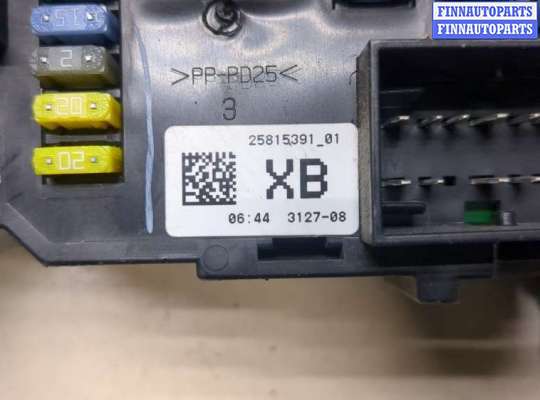 FINNAUTOPARTS
FINNAUTOPARTS
15
2
20
20
>PP-PD25<
3
25815391_01
XB
06:44 3127-08